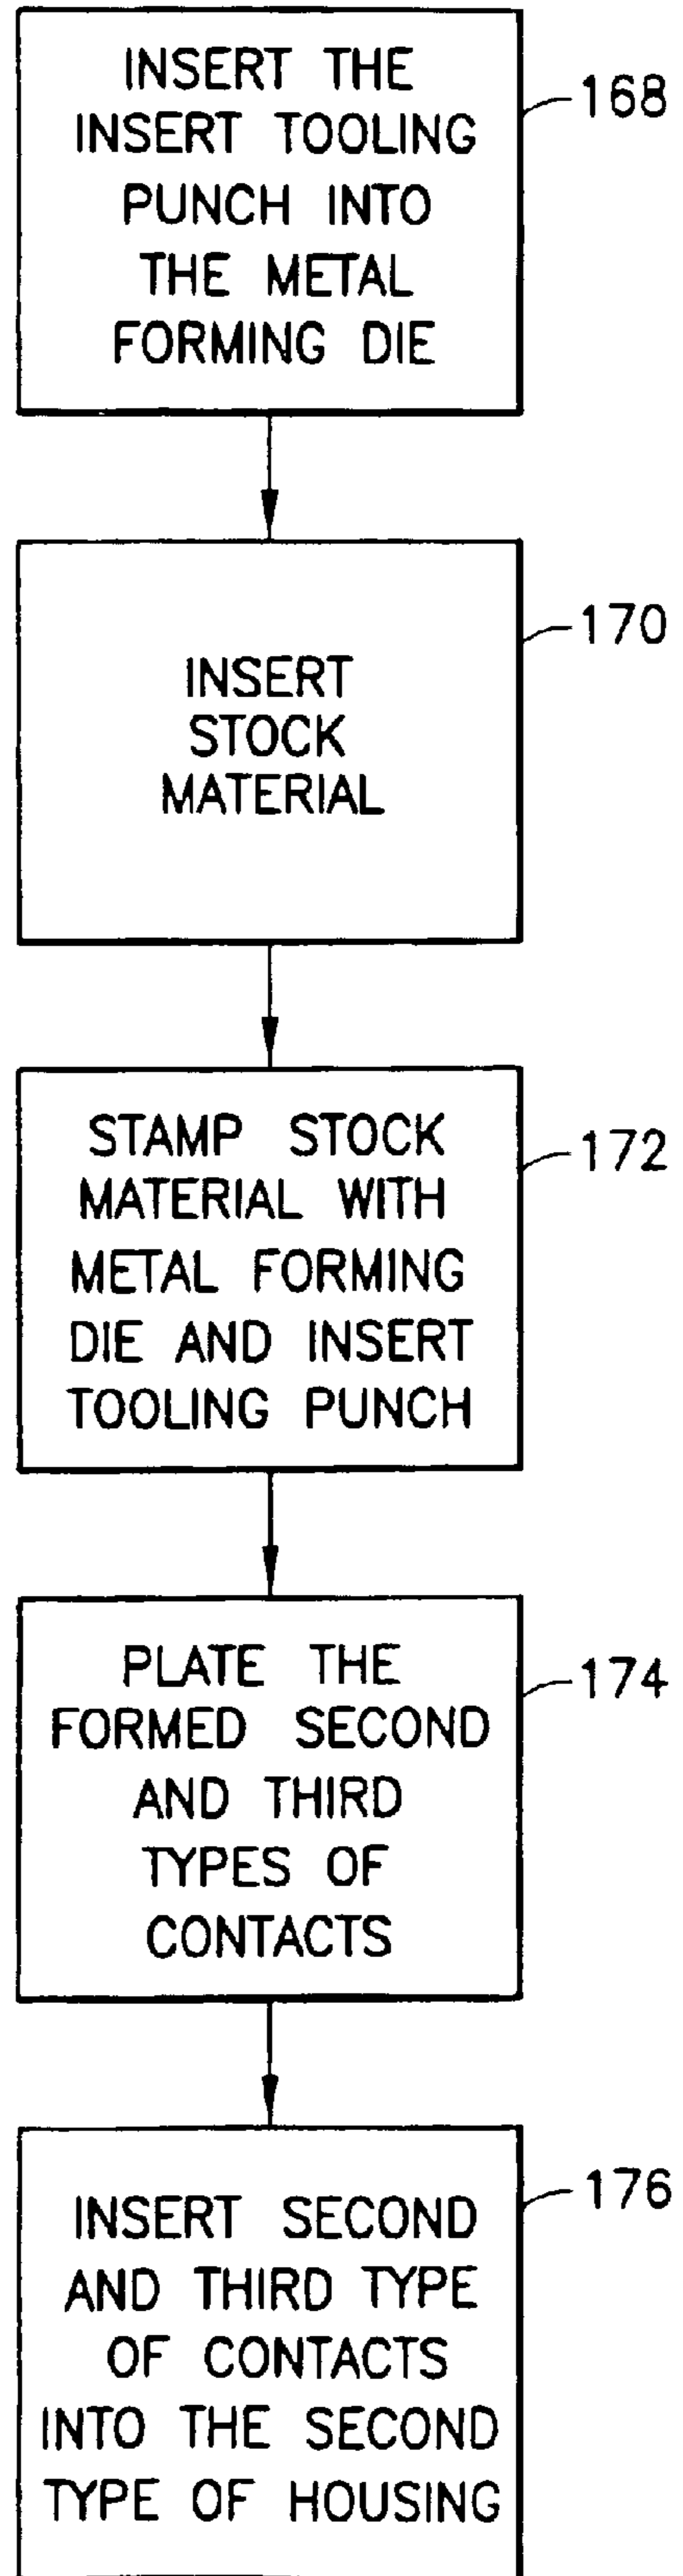 INSERT THE
INSERT TOOLING
PUNCH INTO
THE METAL
FORMING DIE
168
INSERT
STOCK
MATERIAL
170
STAMP STOCK
MATERIAL WITH
METAL FORMING
DIE AND INSERT
TOOLING PUNCH
172
PLATE THE
FORMED SECOND
AND THIRD
TYPES OF
CONTACTS
174
INSERT SECOND
AND THIRD TYPE
OF CONTACTS
INTO THE SECOND
TYPE OF HOUSING
176